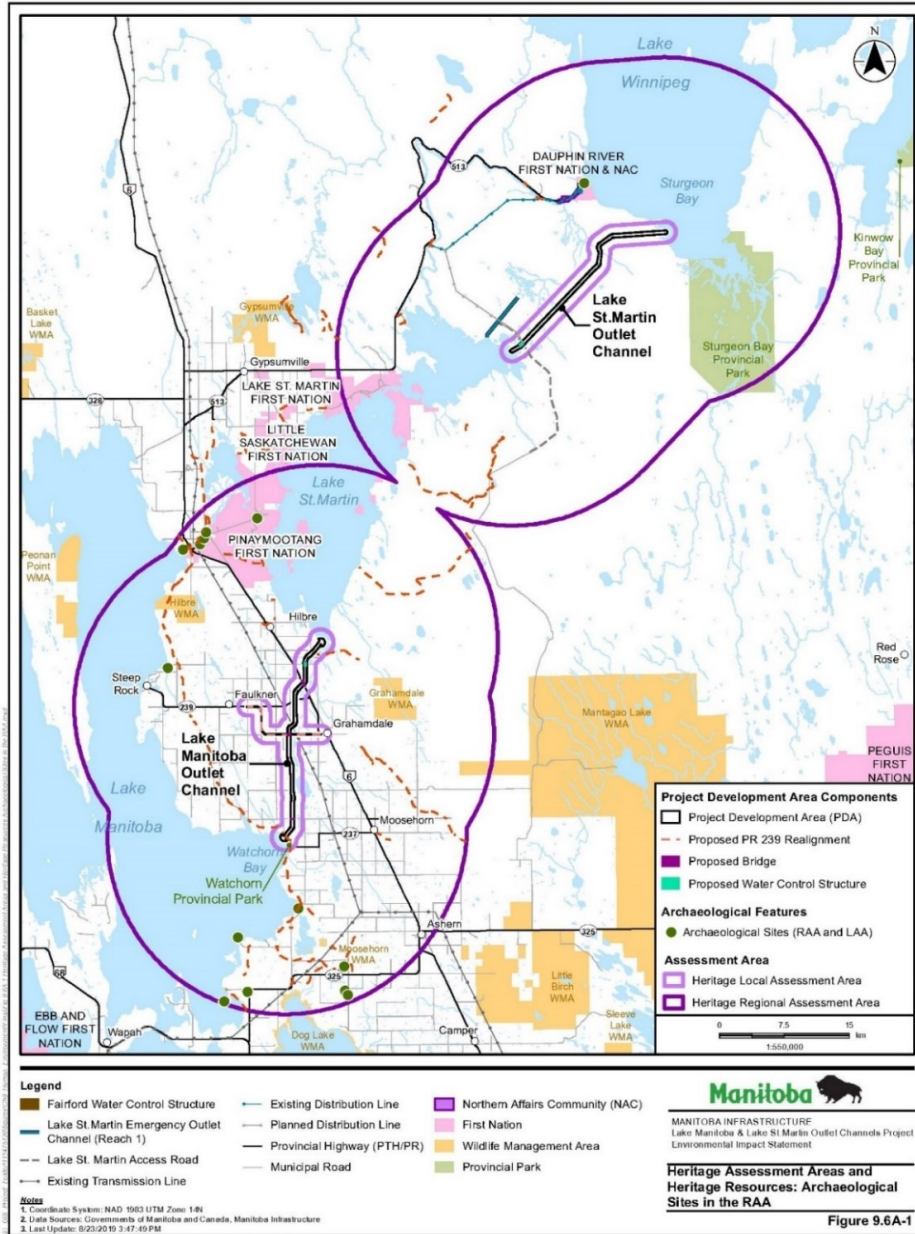 Lake
Winnipeg
N
513
DAUPHIN RIVER
FIRST NATION & NAC
6
Sturgeon
Bay
Kinwow
Bay
Provincial
Park
Lake
St.Martin
Outlet
Channel
Sturgeon Bay
Provincial
Park
Basket
Lake
WMA
Gypsumville
WMA
Gypsumville
LAKE ST. MARTIN
FIRST NATION
328
513
LITTLE
SASKATCHEWAN
FIRST NATION
Lake
St.Martin
PINAYMOOTANG
FIRST NATION
Peonan
Point
WMA
Hilbre
WMA
Hilbre
Red
Rose
Steep
Rock
239
Faulkner
Grahamdale
WMA
Mantagao Lake
WMA
Grahamdale
Lake
Manitoba
Outlet
Channel
6
PEGUIS
FIRST
NATION
Lake
Manitoba
Moosehorn
237
Watchorn
Bay
Watchorn
Provincial Park
Ashern
325
Moosehorn
WMA
325
68
Little
Birch
WMA
EBB AND
FLOW FIRST
NATION
Wapah
Dog Lake
WMA
Camper
Sleeve
Lake
WMA
Project Development Area Components
Project Development Area (PDA)
Proposed PR 239 Realignment
Proposed Bridge
Proposed Water Control Structure
Archaeological Features
Archaeological Sites (RAA and LAA)
Assessment Area
Heritage Local Assessment Area
Heritage Regional Assessment Area
0 7.5 15
km
1:550,000
Legend
Fairford Water Control Structure
Lake St.Martin Emergency Outlet
Channel (Reach 1)
Lake St. Martin Access Road
Existing Transmission Line
Existing Distribution Line
Planned Distribution Line
Provincial Highway (PTH/PR)
Municipal Road
Northern Affairs Community (NAC)
First Nation
Wildlife Management Area
Provincial Park
Notes
1. Coordinate System: NAD 1983 UTM Zone 14N
2. Data Sources: Governments of Manitoba and Canada, Manitoba Infrastructure
3. Last Update: 8/23/2019 3:47:49 PM
Manitoba
MANITOBA INFRASTRUCTURE
Lake Manitoba & Lake St.Martin Outlet Channels Project
Environmental Impact Statement
Heritage Assessment Areas and
Heritage Resources: Archaeological
Sites in the RAA
Figure 9.6A-1